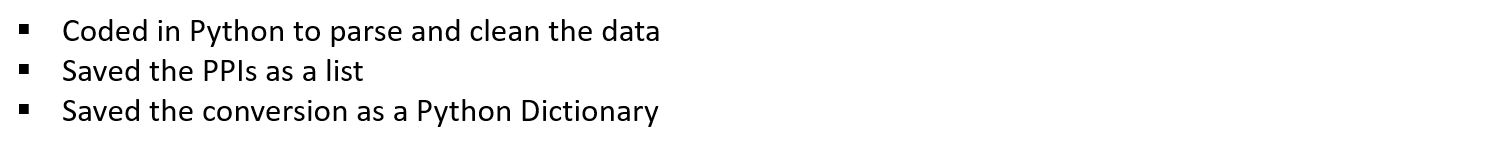 ▪ Coded in Python to parse and clean the data
▪ Saved the PPIs as a list
▪ Saved the conversion as a Python Dictionary